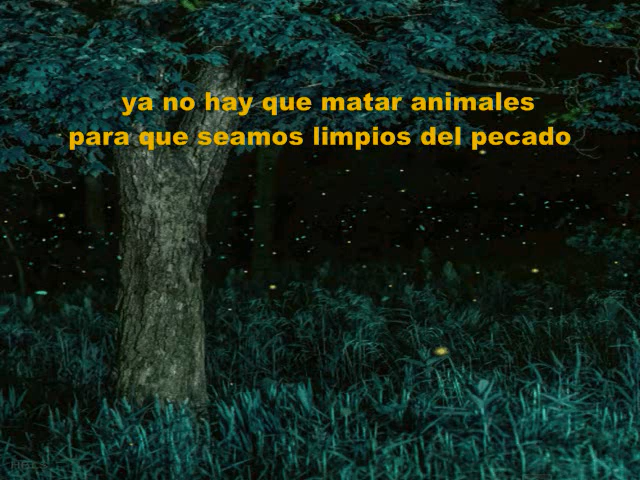 ya no hay que matar animales
para que seamos limpios del pecado